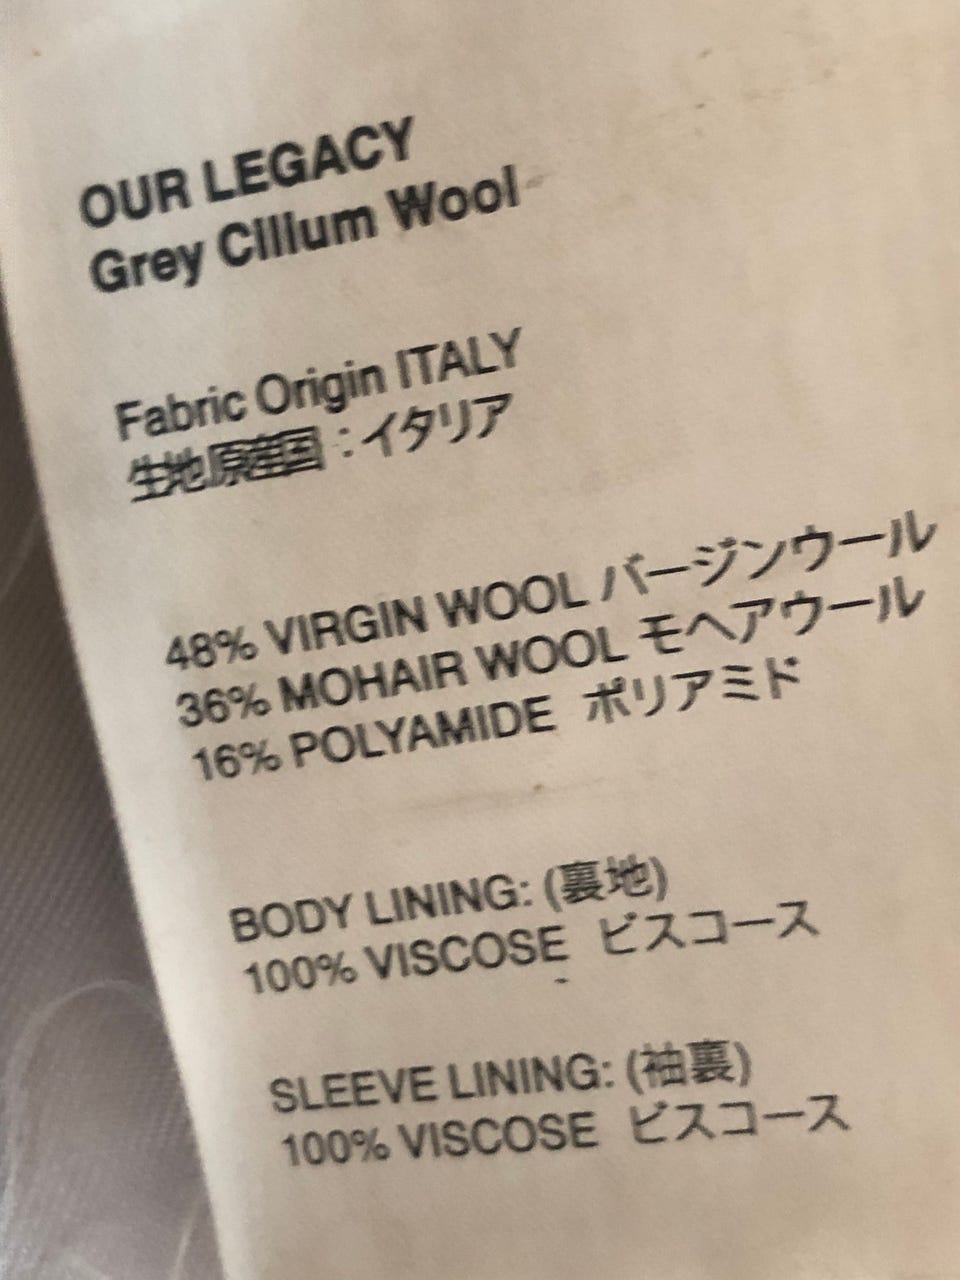 OUR LEGACY
Grey Cilium Wool
Fabric Origin ITALY
生地原産国：イタリア
48% VIRGIN WOOL バージンウール
36% MOHAIR WOOL モヘアウール
16% POLYAMIDE ポリアミド
BODY LINING: (裏地)
100% VISCOSE ビスコース
SLEEVE LINING: (袖裏)
100% VISCOSE ビスコース